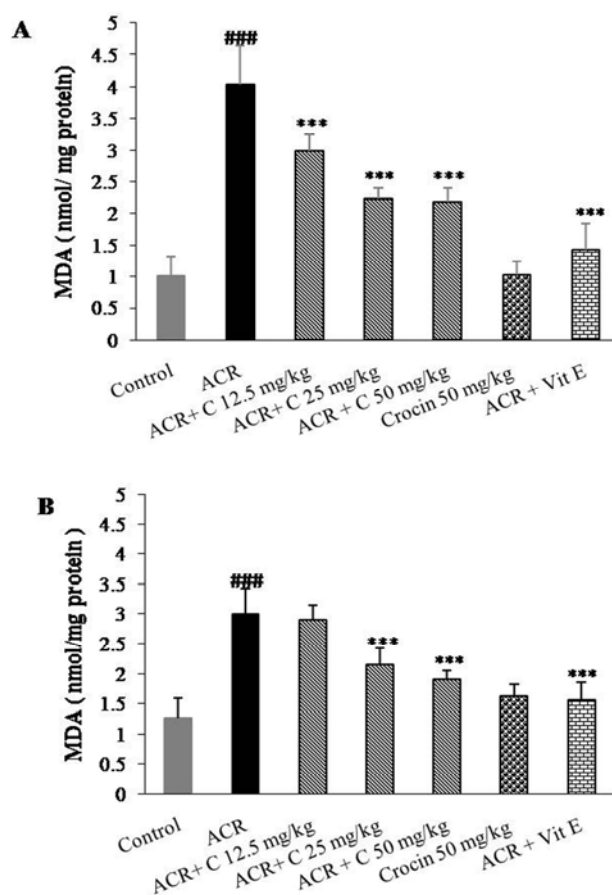 A
MDA ( nmol/ mg protein)
5
4.5
4
3.5
3
2.5
2
1.5
1
0.5
0
###
***
***
***
***
Control
ACR
ACR+ C 12.5 mg/kg
ACR+ C 25 mg/kg
ACR + C 50 mg/kg
Crocin 50 mg/kg
ACR + Vit E
B
MDA ( nmol/mg protein )
5
4.5
4
3.5
3
2.5
2
1.5
1
0.5
0
###
***
***
***
Control
ACR
ACR+ C 12.5 mg/kg
ACR+ C 25 mg/kg
ACR + C 50 mg/kg
Crocin 50 mg/kg
ACR + Vit E